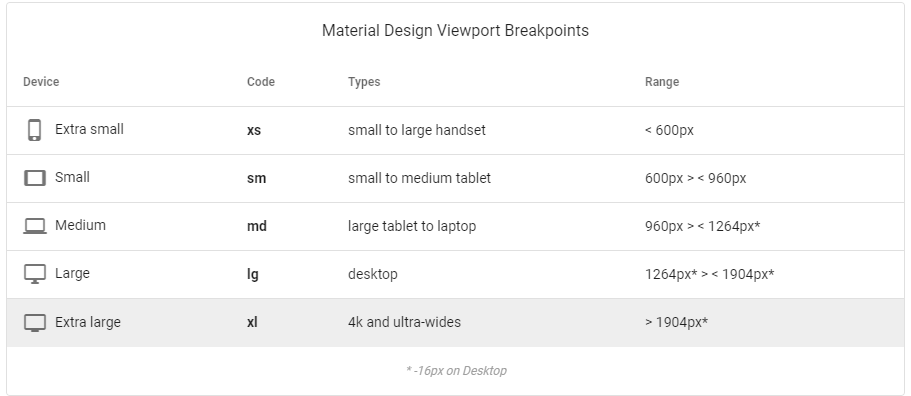 Material Design Viewport Breakpoints
Device Code Types Range
Extra small xs small to large handset < 600px
Small sm small to medium tablet 600px > < 960px
Medium md large tablet to laptop 960px > < 1264px*
Large lg desktop 1264px* > < 1904px*
Extra large xl 4k and ultra-wides > 1904px*
* -16px on Desktop